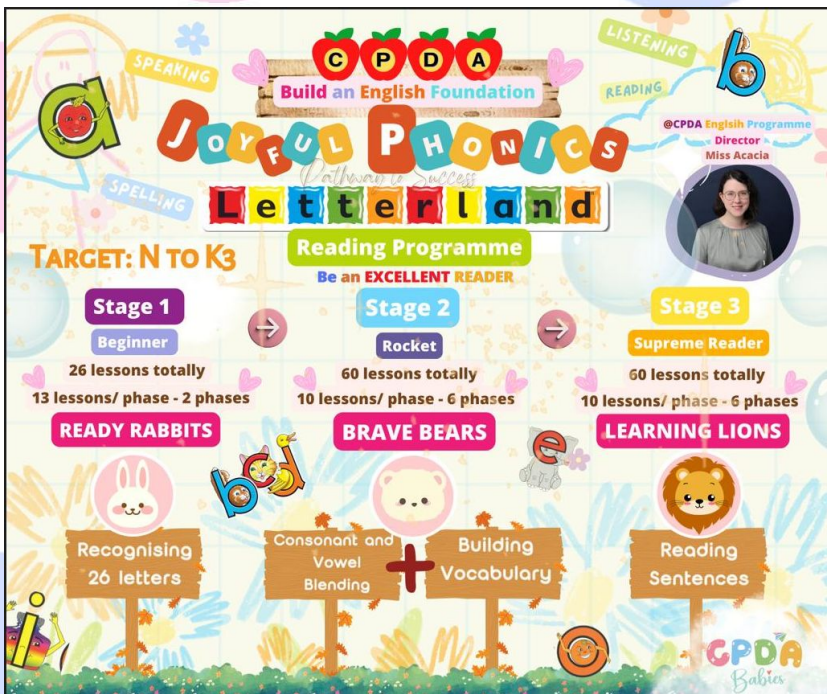 C P D A
Build an English Foundation
SPEAKING
LISTENING
READING
SPELLING
a
b
JOYFUL PHONICS
Pathway to Success
Letterland
Reading Programme
Be an EXCELLENT READER
@CPDA Englsih Programme
Director
Miss Acacia
TARGET: N TO K3
Stage 1
Beginner
26 lessons totally
13 lessons/ phase - 2 phases
READY RABBITS
Recognising
26 letters
Stage 2
Rocket
60 lessons totally
10 lessons/ phase - 6 phases
BRAVE BEARS
Consonant and
Vowel
Blending
+
Building
Vocabulary
Stage 3
Supreme Reader
60 lessons totally
10 lessons/ phase - 6 phases
LEARNING LIONS
Reading
Sentences
bcd
e
i
o
CPDA
Babies